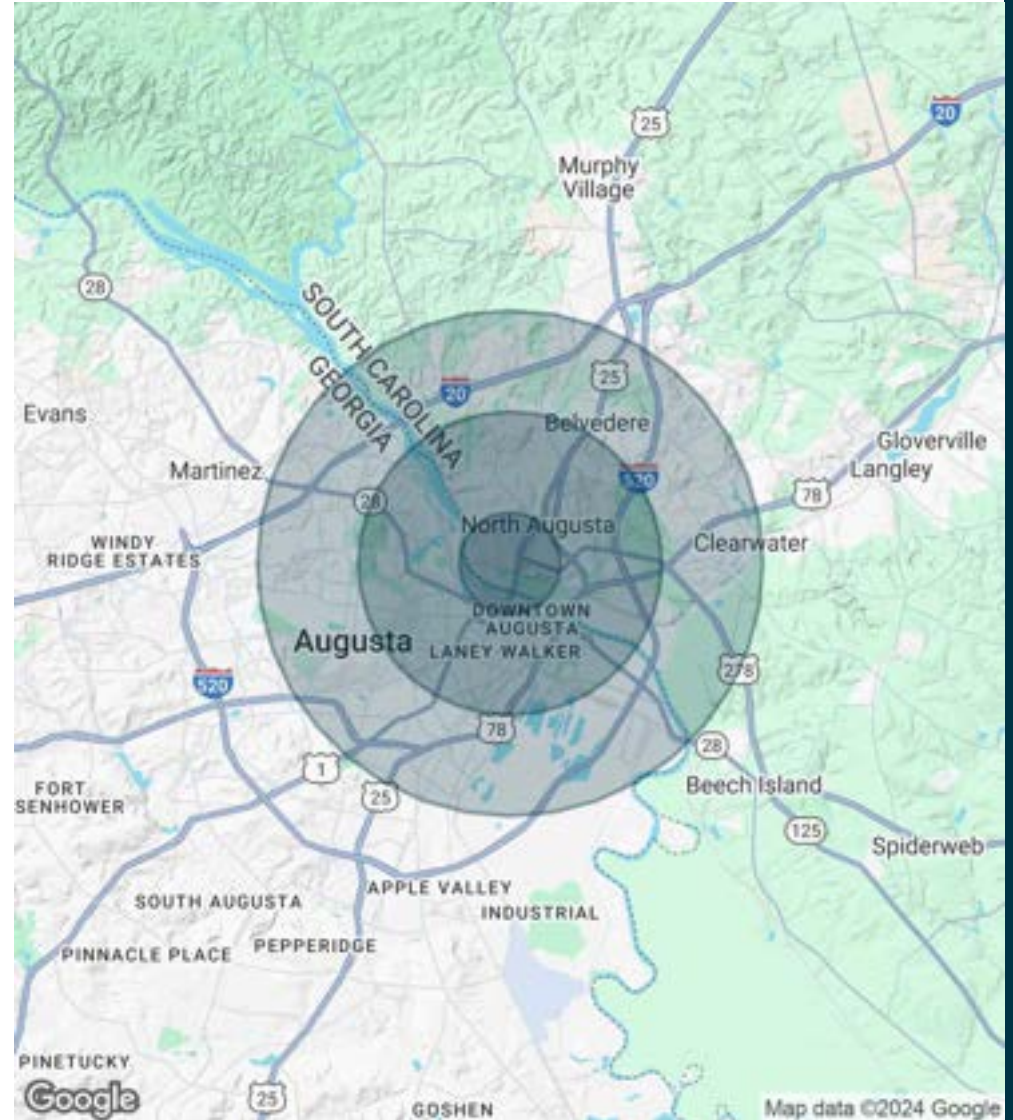 25
20
Murphy
Village
28
SOUTH CAROLINA
GEORGIA
25
20
Evans
Belvedere
Gloverville
Martinez
Langley
520
28
78
North Augusta
WINDY
RIDGE ESTATES
Clearwater
DOWNTOWN
AUGUSTA
Augusta
LANEY WALKER
278
520
78
28
1
Beech Island
FORT
SENHOWER
25
125
Spiderweb
APPLE VALLEY
SOUTH AUGUSTA
INDUSTRIAL
PINNACLE PLACE
PEPPERIDGE
PINETUCKY
Google
25
GOSHEN
Map data ©2024 Google